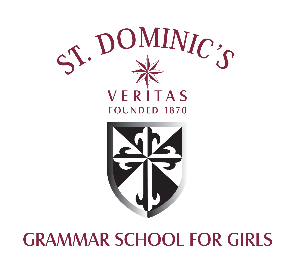 ST. DOMINIC'S
VERITAS
FOUNDED 1870
GRAMMAR SCHOOL FOR GIRLS